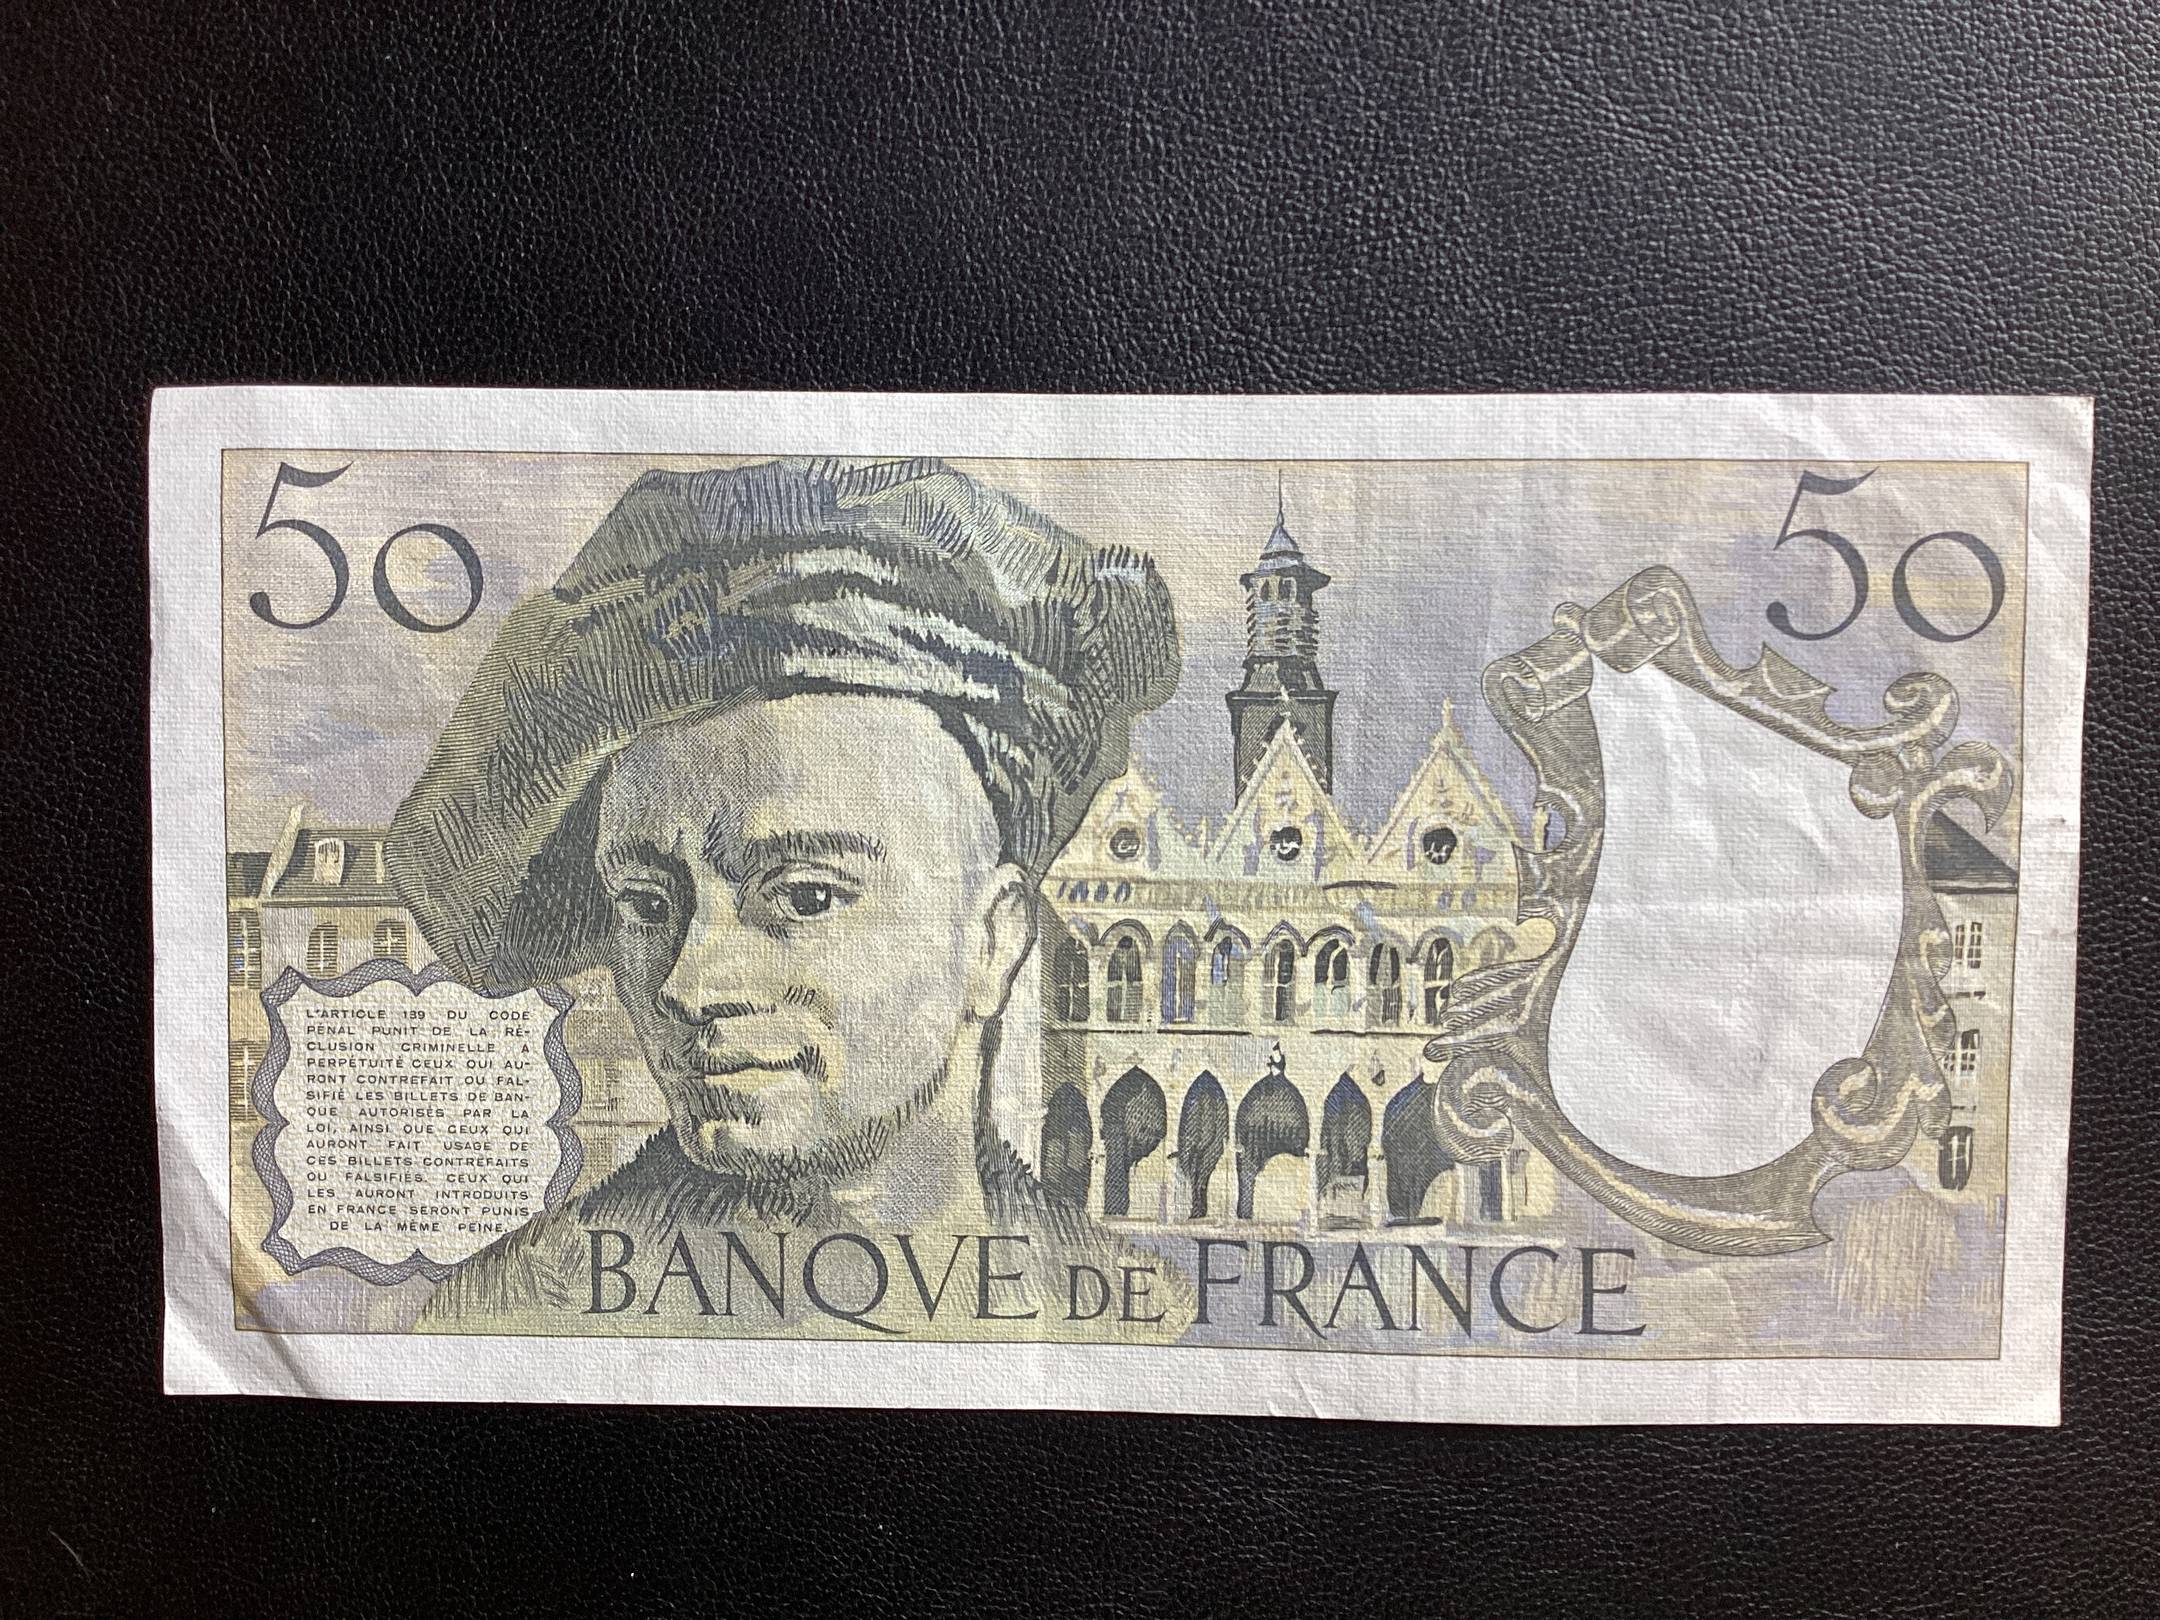 50
50
L'ARTICLE 139 DU CODE
PÉNAL PUNIT DE LA RÉ-
CLUSION CRIMINELLE A
PERPÉTUITÉ CEUX QUI AU-
RONT CONTREFAIT OU FAL-
SIFIÉ LES BILLETS DE BAN-
QUE AUTORISÉS PAR LA
LOI, AINSI QUE CEUX QUI
AURONT FAIT USAGE DE
CES BILLETS CONTREFAITS
OU FALSIFIÉS. CEUX QUI
LES AURONT INTRODUITS
EN FRANCE SERONT PUNIS
DE LA MÊME PEINE.
BANQVE DE FRANCE